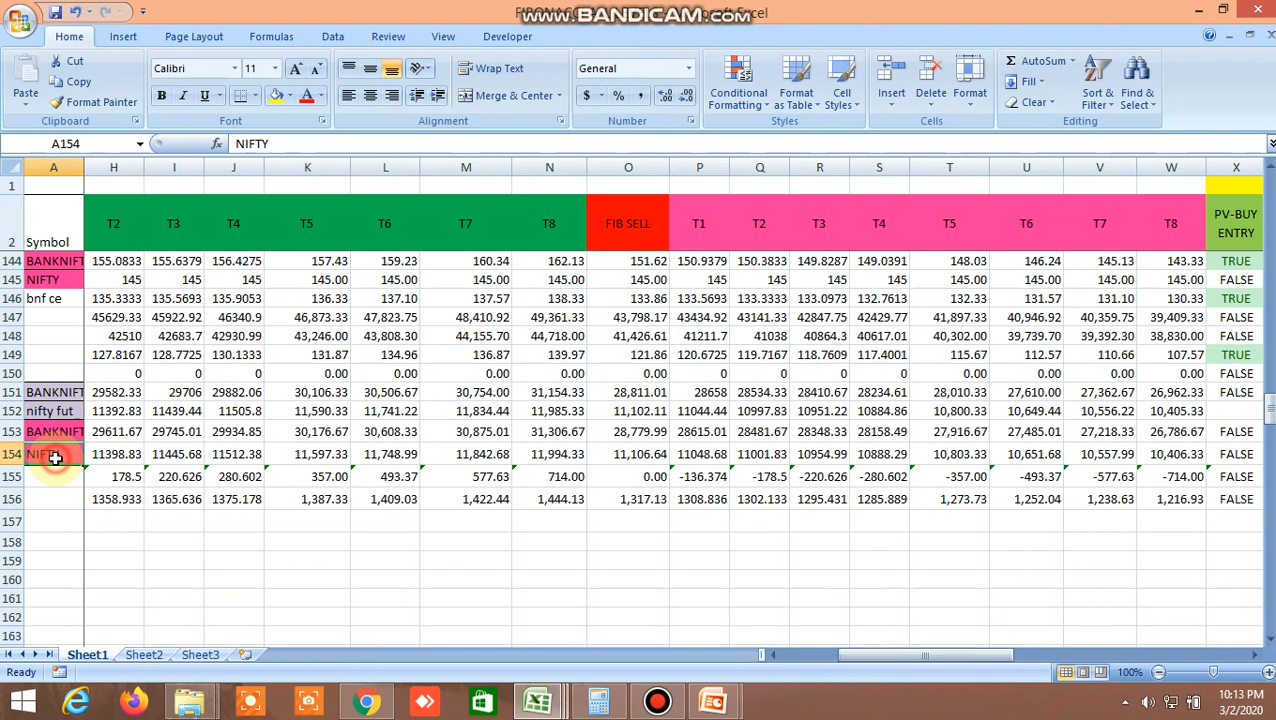 WWW.BANDICAM.COM
Excel
Home Insert Page Layout Formulas Data Review View Developer
Paste
Cut
Copy
Format Painter
Clipboard
Calibri 11
B I U
Font
Wrap Text
Merge & Center
Alignment
General
$ % ,
Number
Conditional Formatting
Format as Table
Cell Styles
Styles
Insert Delete Format
Cells
AutoSum
Fill
Clear
Sort & Filter
Find & Select
Editing
A154 fx NIFTY
A H I J K L M N O P Q R S T U V W X
1
2 Symbol T2 T3 T4 T5 T6 T7 T8 FIB SELL T1 T2 T3 T4 T5 T6 T7 T8 PV-BUY ENTRY
144 BANKNIFT 155.0833 155.6379 156.4275 157.43 159.23 160.34 162.13 151.62 150.9379 150.3833 149.8287 149.0391 148.03 146.24 145.13 143.33 TRUE
145 NIFTY 145 145 145 145.00 145.00 145.00 145.00 145.00 145 145 145 145 145.00 145.00 145.00 145.00 FALSE
146 bnf ce 135.3333 135.5693 135.9053 136.33 137.10 137.57 138.33 133.86 133.5693 133.3333 133.0973 132.7613 132.33 131.57 131.10 130.33 TRUE
147 45629.33 45922.92 46340.9 46,873.33 47,823.75 48,410.92 49,361.33 43,798.17 43434.92 43141.33 42847.75 42429.77 41,897.33 40,946.92 40,359.75 39,409.33 FALSE
148 42510 42683.7 42930.99 43,246.00 43,808.30 44,155.70 44,718.00 41,426.61 41211.7 41038 40864.3 40617.01 40,302.00 39,739.70 39,392.30 38,830.00 FALSE
149 127.8167 128.7725 130.1333 131.87 134.96 136.87 139.97 121.86 120.6725 119.7167 118.7609 117.4001 115.67 112.57 110.66 107.57 TRUE
150 0 0 0 0.00 0.00 0.00 0.00 0.00 0 0 0 0 0.00 0.00 0.00 0.00 FALSE
151 BANKNIFT 29582.33 29706 29882.06 30,106.33 30,506.67 30,754.00 31,154.33 28,811.01 28658 28534.33 28410.67 28234.61 28,010.33 27,610.00 27,362.67 26,962.33 FALSE
152 nifty fut 11392.83 11439.44 11505.8 11,590.33 11,741.22 11,834.44 11,985.33 11,102.11 11044.44 10997.83 10951.22 10884.86 10,800.33 10,649.44 10,556.22 10,405.33
153 BANKNIFT 29611.67 29745.01 29934.85 30,176.67 30,608.33 30,875.01 31,306.67 28,779.99 28615.01 28481.67 28348.33 28158.49 27,916.67 27,485.01 27,218.33 26,786.67 FALSE
154 11398.83 11445.68 11512.38 11,597.33 11,748.99 11,842.68 11,994.33 11,106.64 11048.68 11001.83 10954.99 10888.29 10,803.33 10,651.68 10,557.99 10,406.33 FALSE
155 178.5 220.626 280.602 357.00 493.37 577.63 714.00 0.00 -136.374 -178.5 -220.626 -280.602 -357.00 -493.37 -577.63 -714.00 FALSE
156 1358.933 1365.636 1375.178 1,387.33 1,409.03 1,422.44 1,444.13 1,317.13 1308.836 1302.133 1295.431 1285.889 1,273.73 1,252.04 1,238.63 1,216.93 FALSE
157
158
159
160
161
162
163
Sheet1 Sheet2 Sheet3
Ready 100%
10:13 PM
3/2/2020